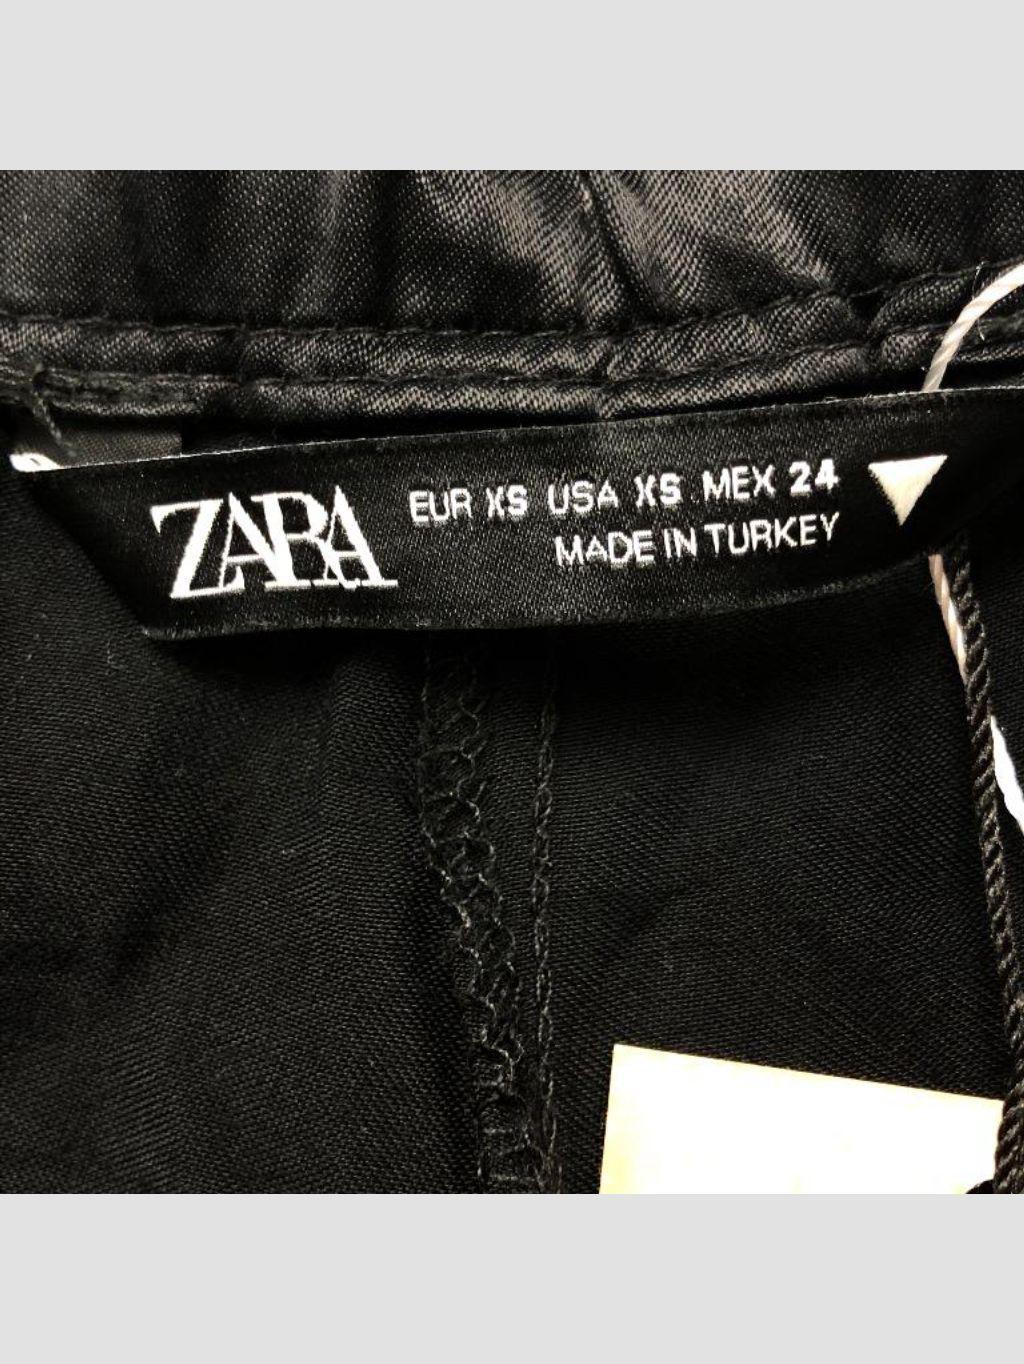 ZARA
EUR XS USA XS MEX 24
MADE IN TURKEY